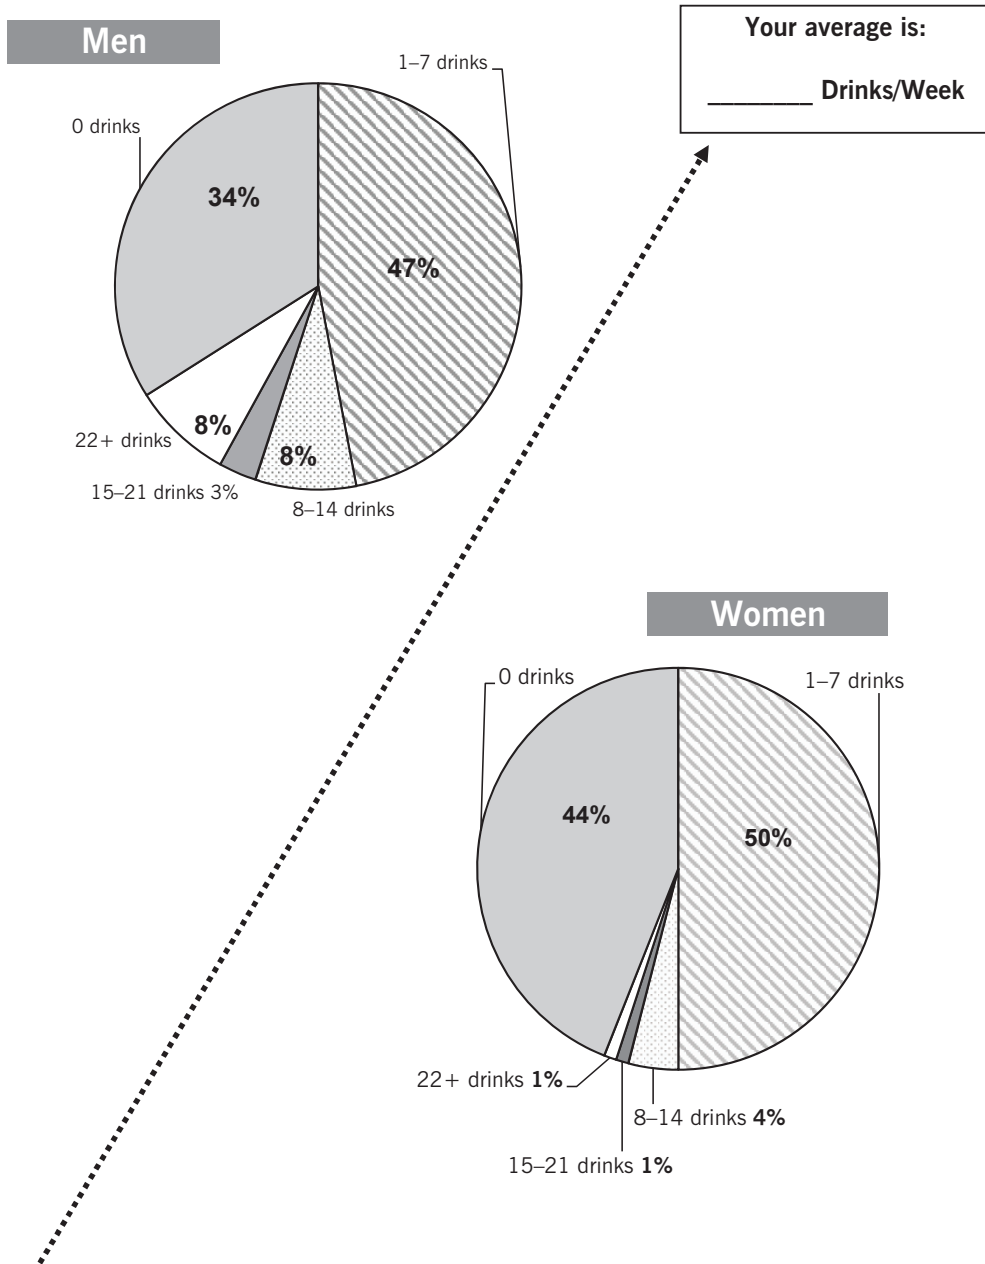 Men
Your average is:
________ Drinks/Week
1–7 drinks
0 drinks
34%
47%
8%
22+ drinks
8%
15–21 drinks 3%
8–14 drinks
Women
0 drinks
1–7 drinks
44%
50%
22+ drinks 1%
8–14 drinks 4%
15–21 drinks 1%